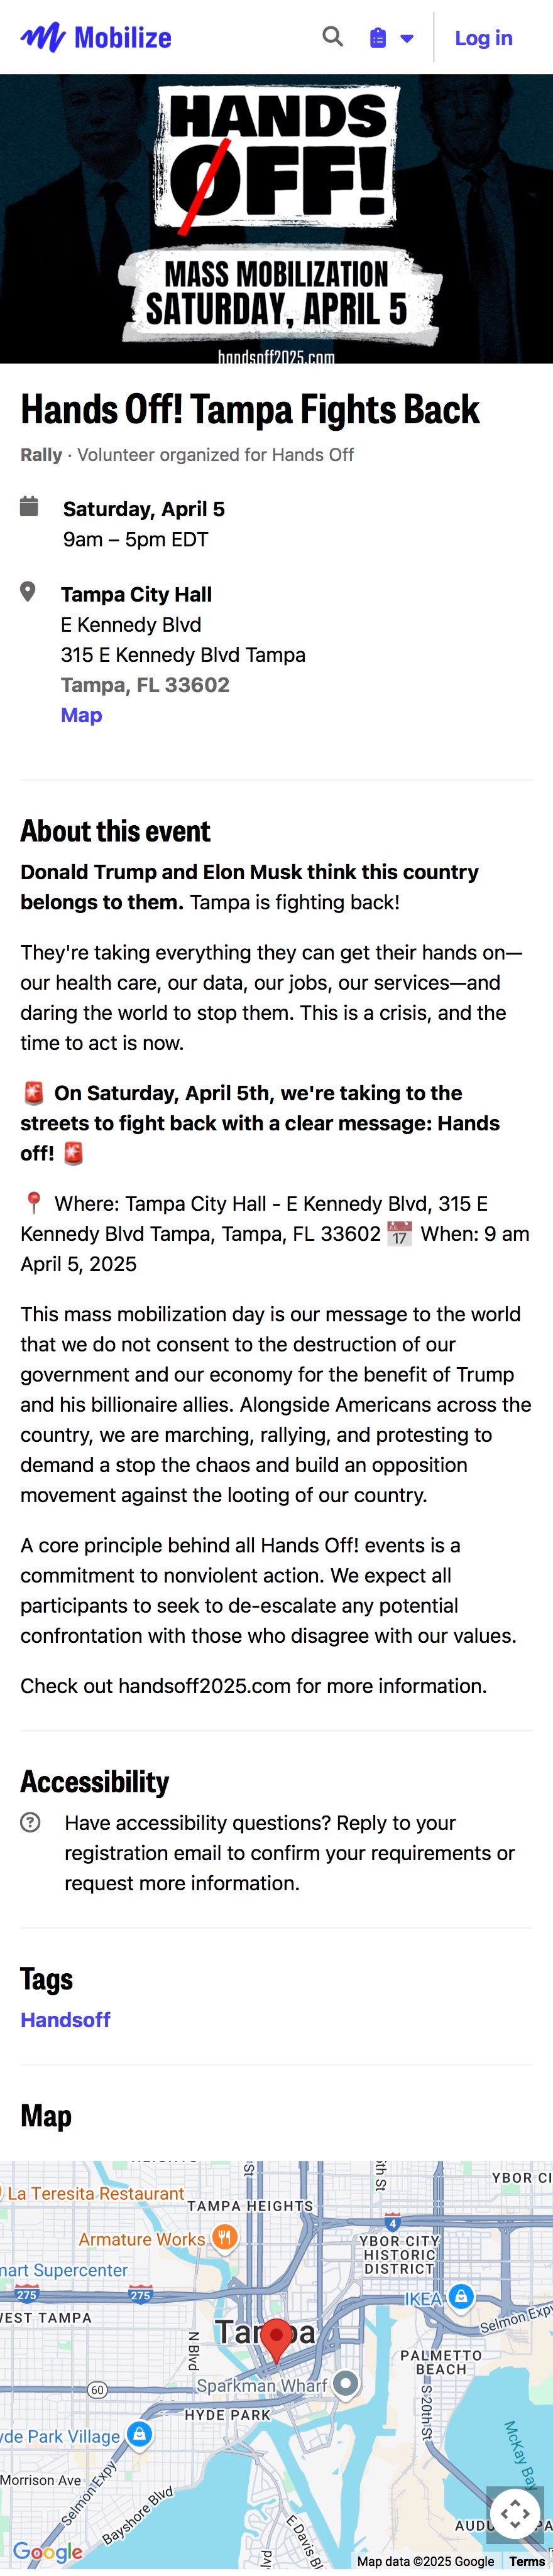 Mobilize
Log in
HANDS
OFF!
MASS MOBILIZATION
SATURDAY, APRIL 5
handsoff2025.com
Hands Off! Tampa Fights Back
Rally · Volunteer organized for Hands Off
Saturday, April 5
9am – 5pm EDT
Tampa City Hall
E Kennedy Blvd
315 E Kennedy Blvd Tampa
Tampa, FL 33602
Map
About this event
Donald Trump and Elon Musk think this country
belongs to them. Tampa is fighting back!
They're taking everything they can get their hands on—
our health care, our data, our jobs, our services—and
daring the world to stop them. This is a crisis, and the
time to act is now.
🚨 On Saturday, April 5th, we're taking to the
streets to fight back with a clear message: Hands
off! 🚨
📍 Where: Tampa City Hall - E Kennedy Blvd, 315 E
Kennedy Blvd Tampa, Tampa, FL 33602 📅 When: 9 am
April 5, 2025
This mass mobilization day is our message to the world
that we do not consent to the destruction of our
government and our economy for the benefit of Trump
and his billionaire allies. Alongside Americans across the
country, we are marching, rallying, and protesting to
demand a stop the chaos and build an opposition
movement against the looting of our country.
A core principle behind all Hands Off! events is a
commitment to nonviolent action. We expect all
participants to seek to de-escalate any potential
confrontation with those who disagree with our values.
Check out handsoff2025.com for more information.
Accessibility
Have accessibility questions? Reply to your
registration email to confirm your requirements or
request more information.
Tags
Handsoff
Map
HEIGHTS
St
th St
YBOR CI
La Teresita Restaurant
TAMPA HEIGHTS
4
Armature Works
YBOR CITY
HISTORIC
DISTRICT
mart Supercenter
275
275
IKEA
WEST TAMPA
Selmon Expy
Tampa
N Blvd
PALMETTO
BEACH
60
Sparkman Wharf
HYDE PARK
S 20th St
yde Park Village
McKay Bay
Morrison Ave
Selmon Expy
Bayshore Blvd
E Davis Bl
AUDU
PA
Google
Map data ©2025 Google
Terms